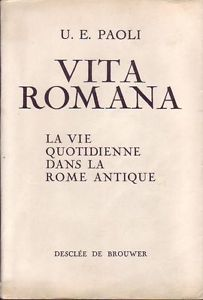 U. E. PAOLI
VITA
ROMANA
LA VIE
QUOTIDIENNE
DANS LA
ROME ANTIQUE
DESCLÉE DE BROUWER